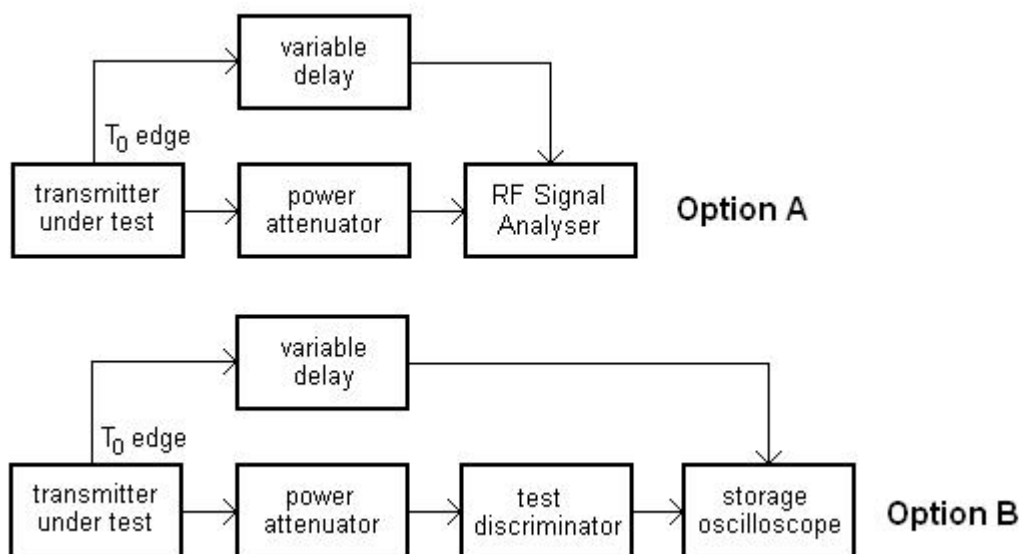 variable
delay
T0 edge
transmitter
under test
power
attenuator
RF Signal
Analyser
Option A
variable
delay
T0 edge
transmitter
under test
power
attenuator
test
discriminator
storage
oscilloscope
Option B